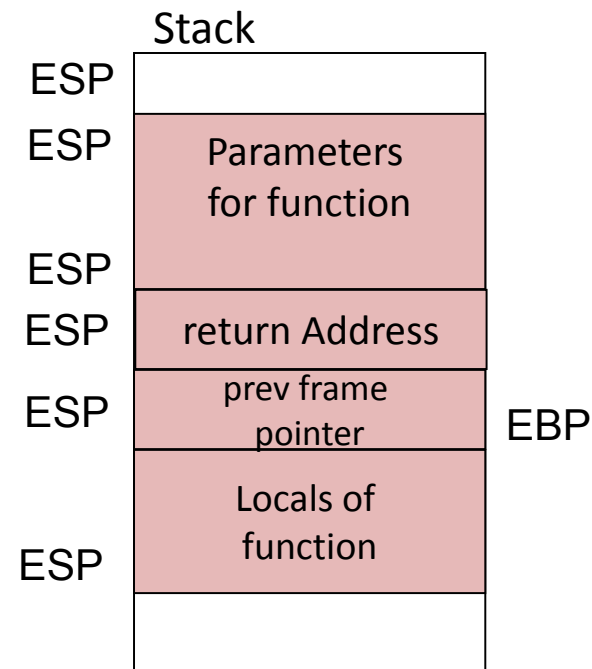 Stack
ESP
ESP
Parameters
for function
ESP
ESP
return Address
ESP
prev frame
pointer
EBP
Locals of
function
ESP